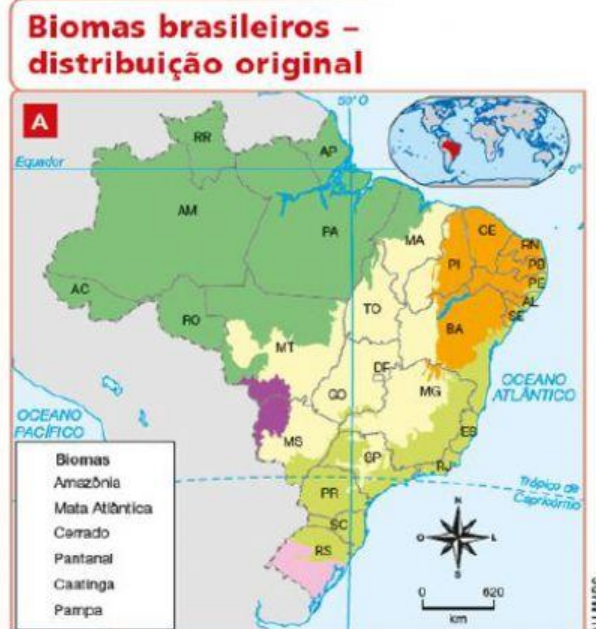 Biomas brasileiros –
distribuição original
A
50° O
Equador
0°
RR
AP
AM
PA
MA
CE
RN
PB
PE
AL
SE
PI
AC
RO
TO
BA
MT
DF
GO
MG
MS
ES
SP
RJ
PR
SC
RS
OCEANO
PACÍFICO
OCEANO
ATLÂNTICO
Trópico de
Capricórnio
Biomas
Amazônia
Mata Atlântica
Cerrado
Pantanal
Caatinga
Pampa
N
O
L
S
0 620
km